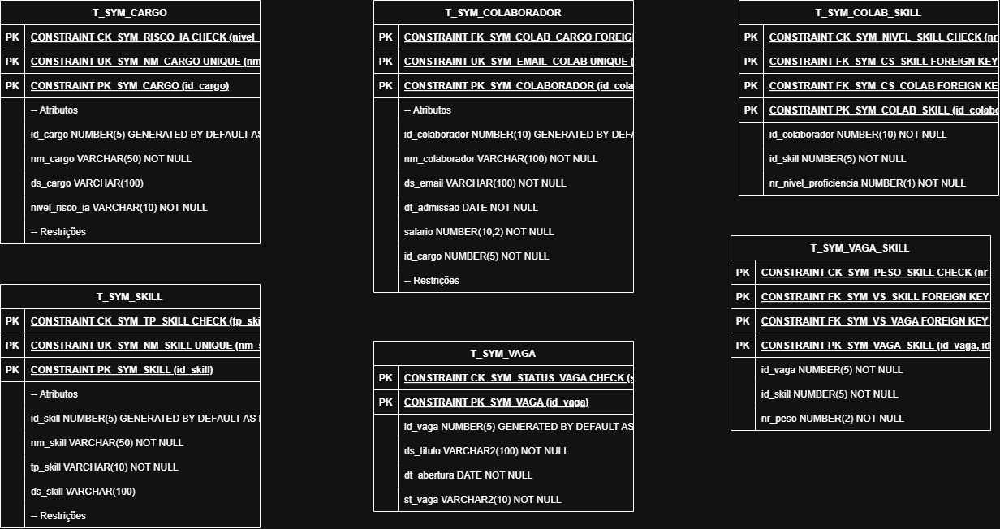 T_SYM_CARGO
PK CONSTRAINT CK_SYM_RISCO_IA CHECK (nivel_
PK CONSTRAINT UK_SYM_NM_CARGO UNIQUE (nm
PK CONSTRAINT PK_SYM_CARGO (id_cargo)
-- Atributos
id_cargo NUMBER(5) GENERATED BY DEFAULT AS
nm_cargo VARCHAR(50) NOT NULL
ds_cargo VARCHAR(100)
nivel_risco_ia VARCHAR(10) NOT NULL
-- Restrições
T_SYM_SKILL
PK CONSTRAINT CK_SYM_TP_SKILL CHECK (tp_ski
PK CONSTRAINT UK_SYM_NM_SKILL UNIQUE (nm_s
PK CONSTRAINT PK_SYM_SKILL (id_skill)
-- Atributos
id_skill NUMBER(5) GENERATED BY DEFAULT AS
nm_skill VARCHAR(50) NOT NULL
tp_skill VARCHAR(10) NOT NULL
ds_skill VARCHAR(100)
-- Restrições
T_SYM_COLABORADOR
PK CONSTRAINT FK_SYM_COLAB_CARGO FOREIG
PK CONSTRAINT UK_SYM_EMAIL_COLAB UNIQUE (
PK CONSTRAINT PK_SYM_COLABORADOR (id_cola
-- Atributos
id_colaborador NUMBER(10) GENERATED BY DEFA
nm_colaborador VARCHAR(100) NOT NULL
ds_email VARCHAR(100) NOT NULL
dt_admissao DATE NOT NULL
salario NUMBER(10,2) NOT NULL
id_cargo NUMBER(5) NOT NULL
-- Restrições
T_SYM_VAGA
PK CONSTRAINT CK_SYM_STATUS_VAGA CHECK (s
PK CONSTRAINT PK_SYM_VAGA (id_vaga)
id_vaga NUMBER(5) GENERATED BY DEFAULT AS
ds_titulo VARCHAR2(100) NOT NULL
dt_abertura DATE NOT NULL
st_vaga VARCHAR2(10) NOT NULL
T_SYM_COLAB_SKILL
PK CONSTRAINT CK_SYM_NIVEL_SKILL CHECK (nr
PK CONSTRAINT FK_SYM_CS_SKILL FOREIGN KEY
PK CONSTRAINT FK_SYM_CS_COLAB FOREIGN KE
PK CONSTRAINT PK_SYM_COLAB_SKILL (id_colabo
id_colaborador NUMBER(10) NOT NULL
id_skill NUMBER(5) NOT NULL
nr_nivel_proficiencia NUMBER(1) NOT NULL
T_SYM_VAGA_SKILL
PK CONSTRAINT CK_SYM_PESO_SKILL CHECK (nr_
PK CONSTRAINT FK_SYM_VS_SKILL FOREIGN KEY
PK CONSTRAINT FK_SYM_VS_VAGA FOREIGN KEY
PK CONSTRAINT PK_SYM_VAGA_SKILL (id_vaga, id
id_vaga NUMBER(5) NOT NULL
id_skill NUMBER(5) NOT NULL
nr_peso NUMBER(2) NOT NULL